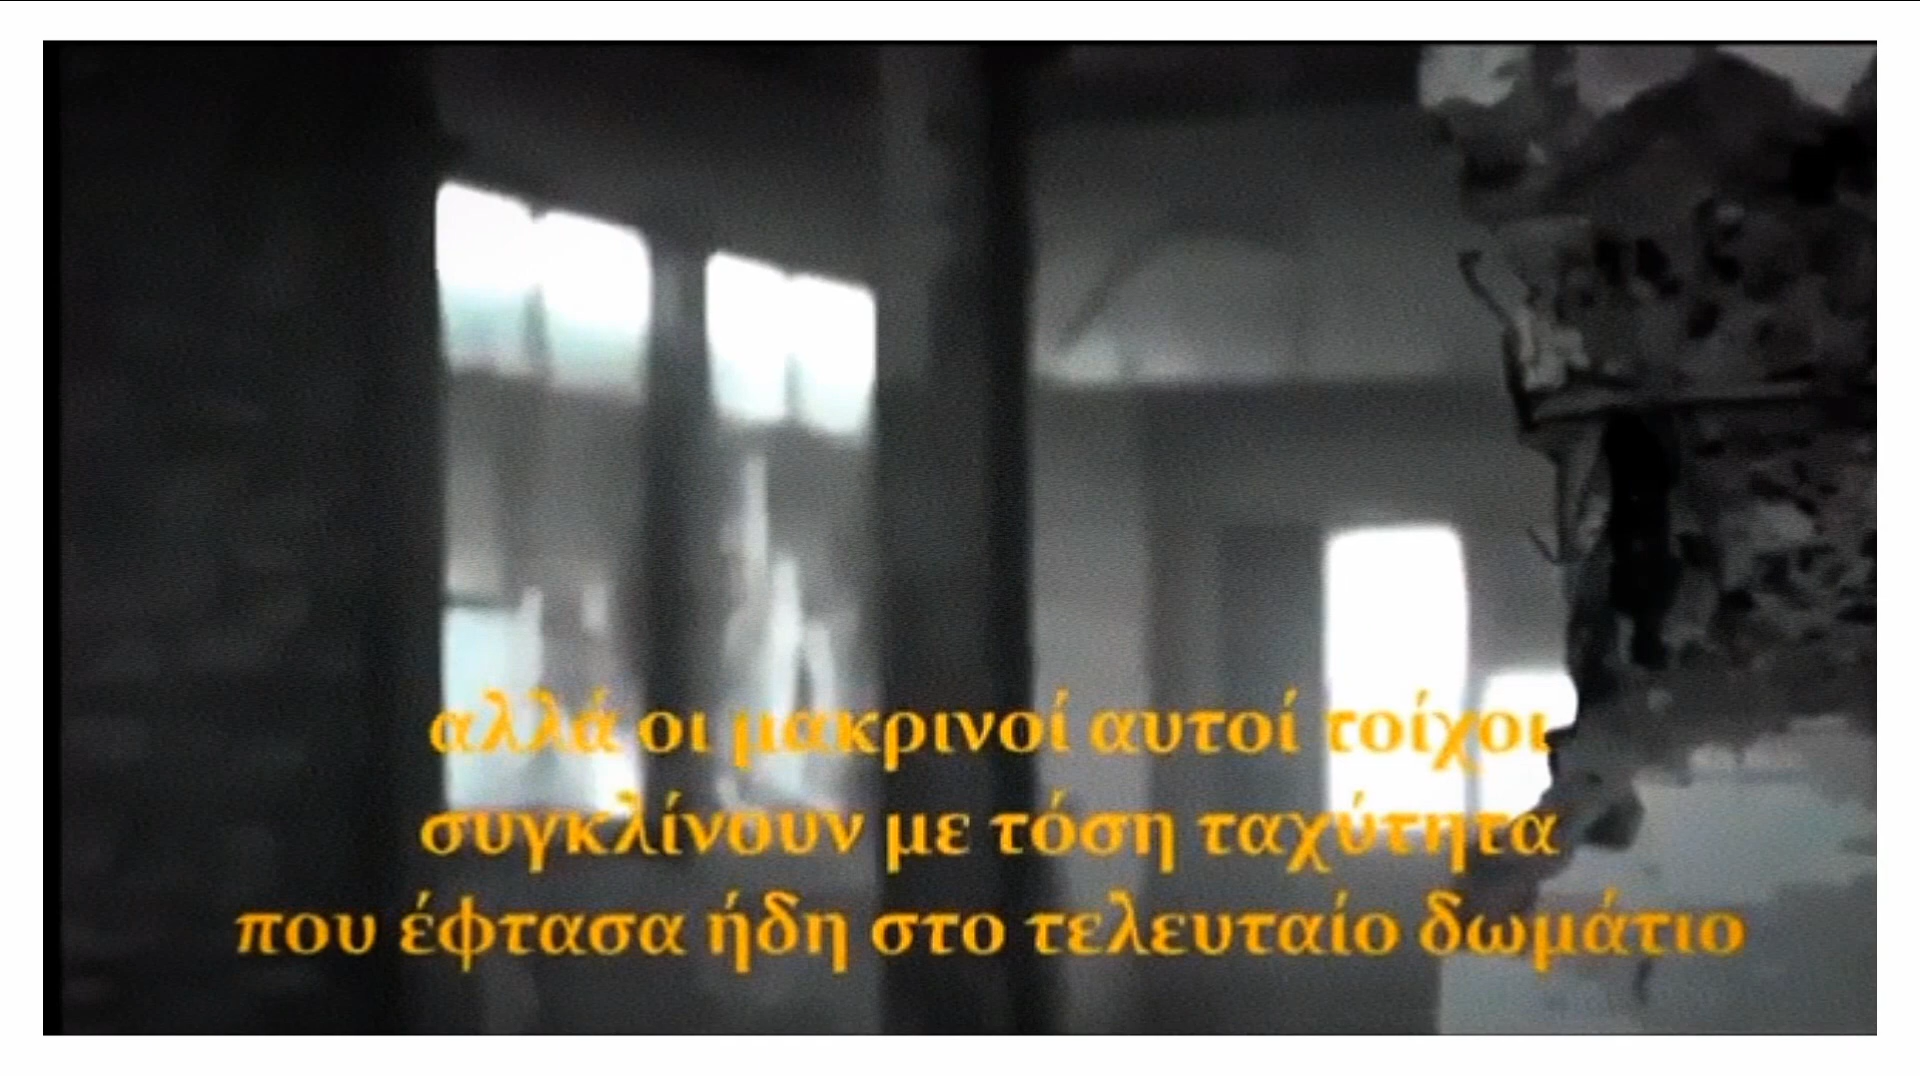 αλλά οι μακρινοί αυτοί τοίχοι
συγκλίνουν με τόση ταχύτητα
που έφτασα ήδη στο τελευταίο δωμάτιο